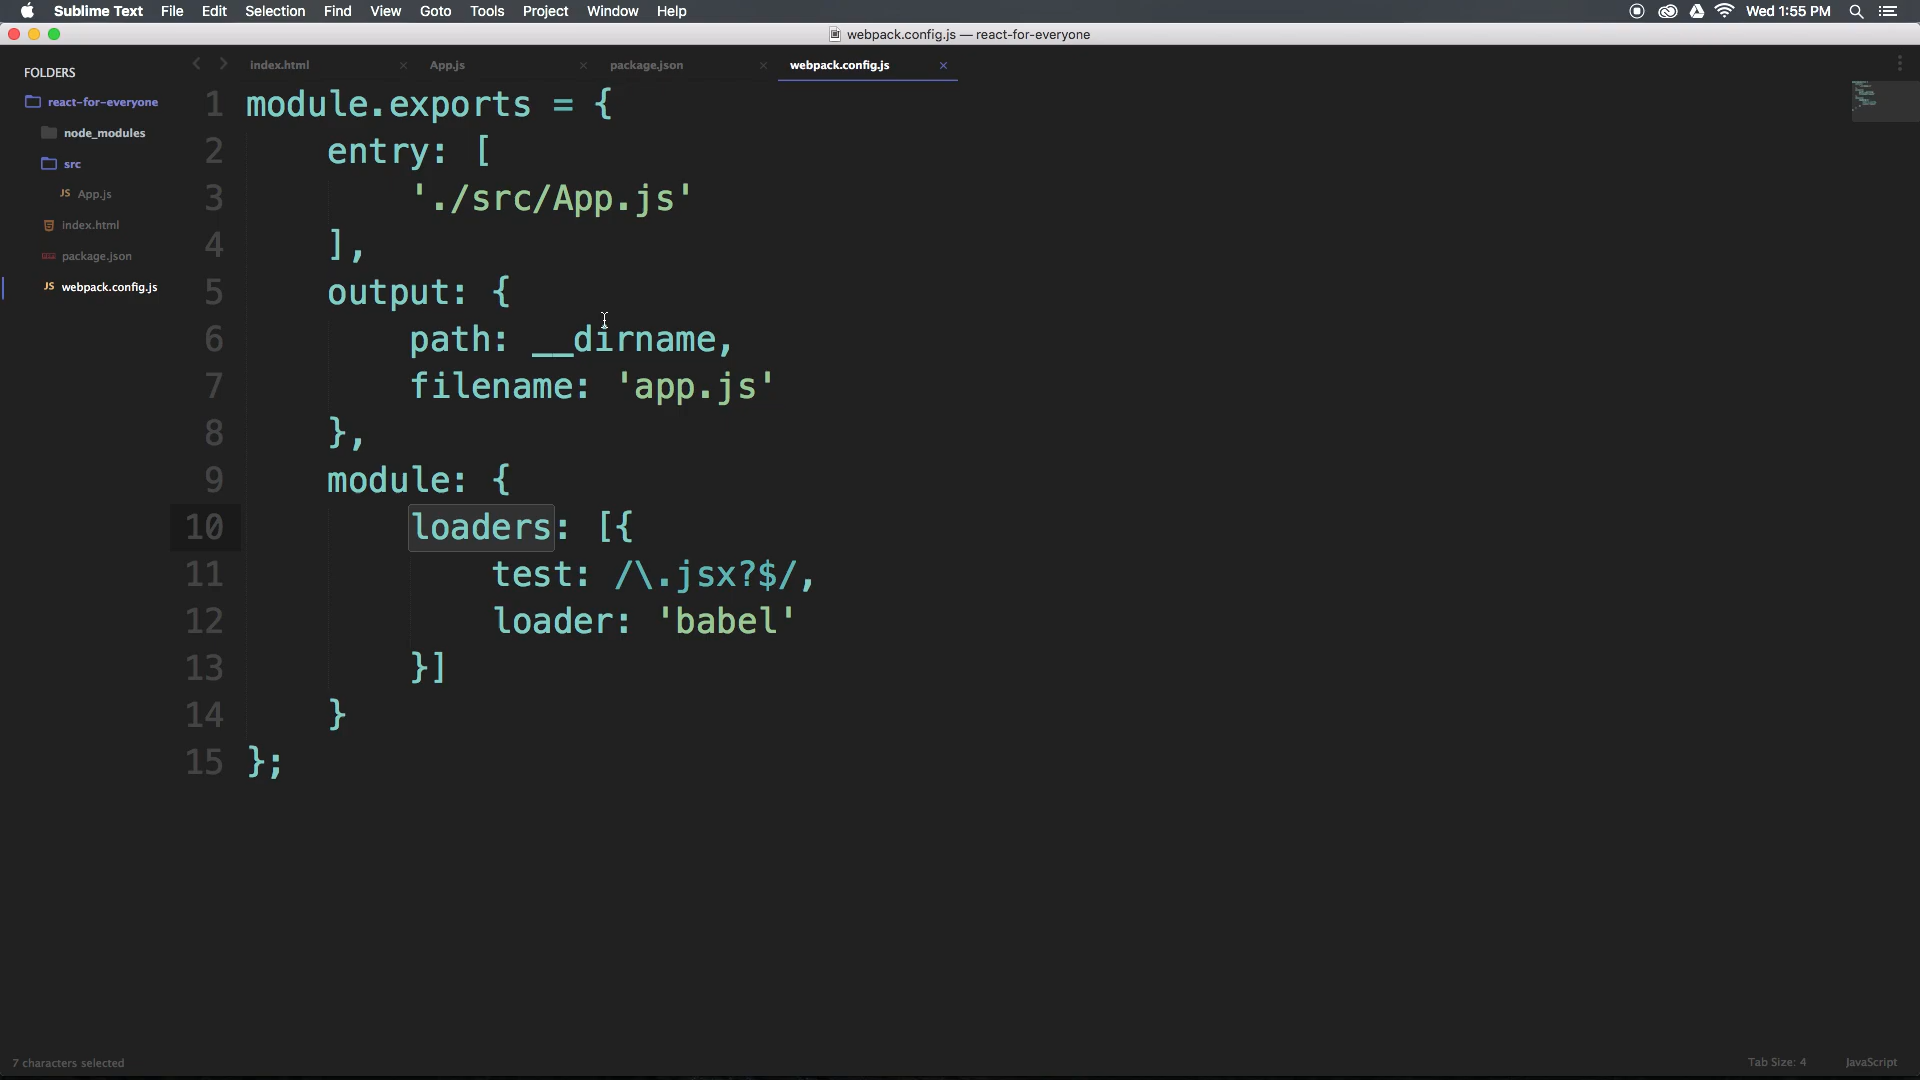 Sublime Text File Edit Selection Find View Goto Tools Project Window Help Wed 1:55 PM
webpack.config.js — react-for-everyone
FOLDERS
react-for-everyone
node_modules
src
JS App.js
index.html
package.json
JS webpack.config.js
index.html × App.js × package.json × webpack.config.js ×
1 module.exports = {
2 entry: [
3 './src/App.js'
4 ],
5 output: {
6 path: __dirname,
7 filename: 'app.js'
8 },
9 module: {
10 loaders: [{
11 test: /\.jsx?$/,
12 loader: 'babel'
13 }]
14 }
15 };
7 characters selected Tab Size: 4 JavaScript